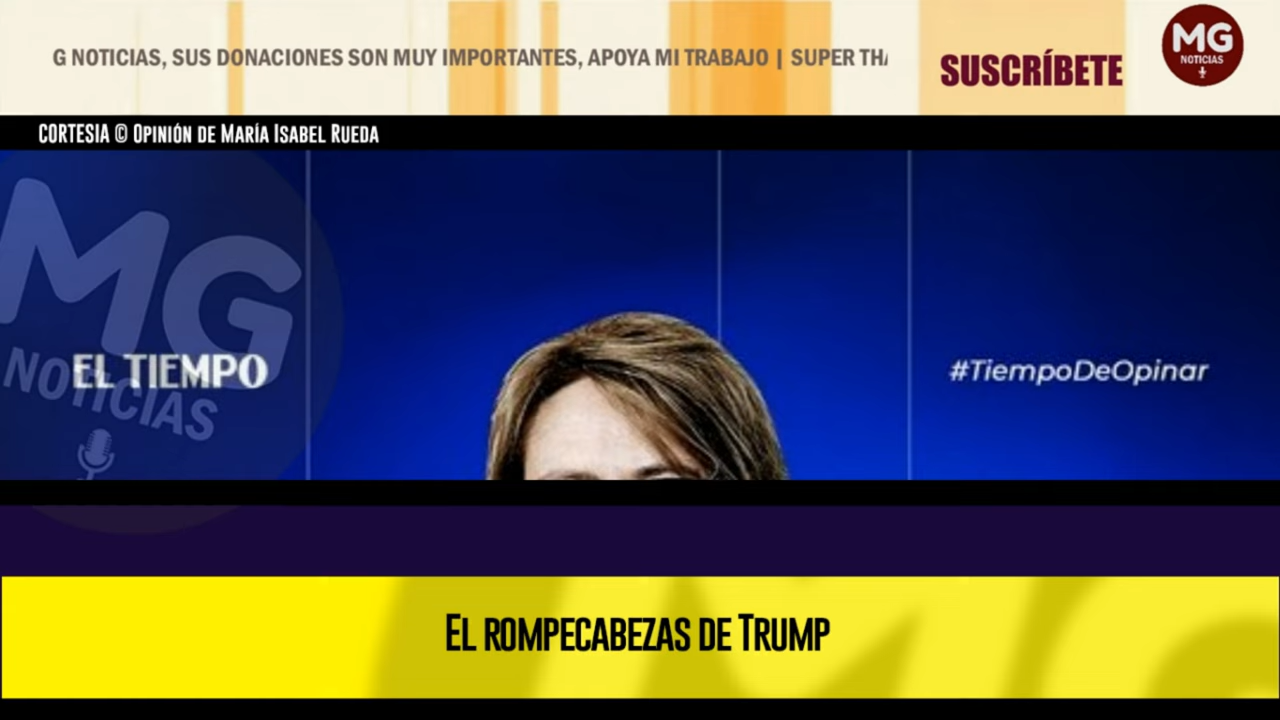 G NOTICIAS, SUS DONACIONES SON MUY IMPORTANTES, APOYA MI TRABAJO | SUPER THA
SUSCRÍBETE
MG
NOTICIAS
CORTESIA © OPINIÓN DE MARÍA ISABEL RUEDA
MG
NOTICIAS
EL TIEMPO
#TiempoDeOpinar
EL ROMPECABEZAS DE TRUMP